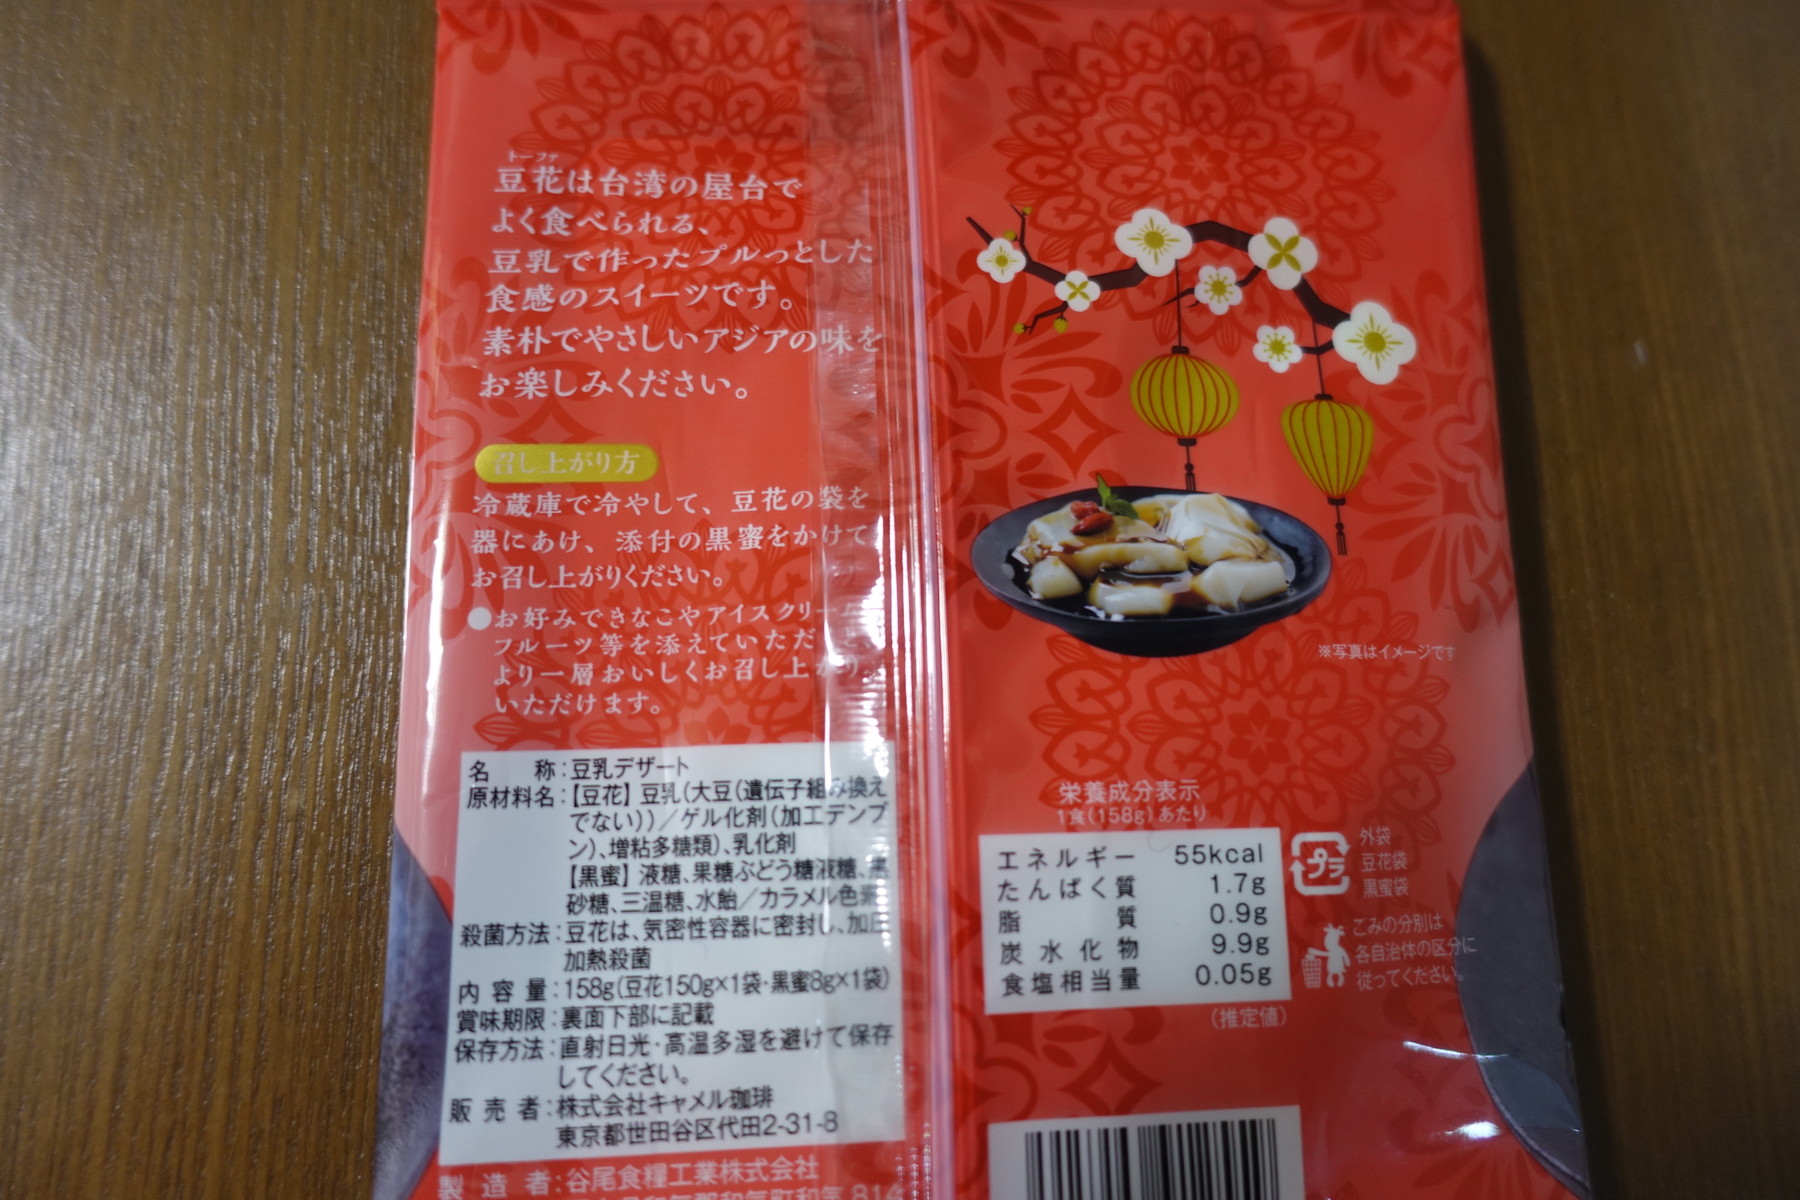 トーファ
豆花は台湾の屋台で
よく食べられる、
豆乳で作ったプルっとした
食感のスイーツです。
素朴でやさしいアジアの味を
お楽しみください。
召し上がり方
冷蔵庫で冷やして、豆花の袋を
器にあけ、添付の黒蜜をかけて
お召し上がりください。
●お好みできなこやアイスクリーム
フルーツ等を添えていただ
より一層おいしくお召し上がり
いただけます。
名 称:豆乳デザート
原材料名:【豆花】豆乳(大豆(遺伝子組み換え
でない))/ゲル化剤(加工デンプ
ン)、増粘多糖類)、乳化剤
【黒蜜】液糖、果糖ぶどう糖液糖、黒
砂糖、三温糖、水飴/カラメル色素
殺菌方法:豆花は、気密性容器に密封し、加圧
加熱殺菌
内容量:158g(豆花150g×1袋・黒蜜8g×1袋)
賞味期限:裏面下部に記載
保存方法:直射日光・高温多湿を避けて保存
してください。
販売者:株式会社キャメル珈琲
東京都世田谷区代田2-31-8
製造者:谷尾食糧工業株式会社
和気郡和気町和気
※写真はイメージです
栄養成分表示
1食(158g)あたり
エネルギー 55kcal
たんぱく質 1.7g
脂質 0.9g
炭水化物 9.9g
食塩相当量 0.05g
(推定値)
プラ
外袋
豆花袋
黒蜜袋
ごみの分別は
各自治体の区分に
従ってください。